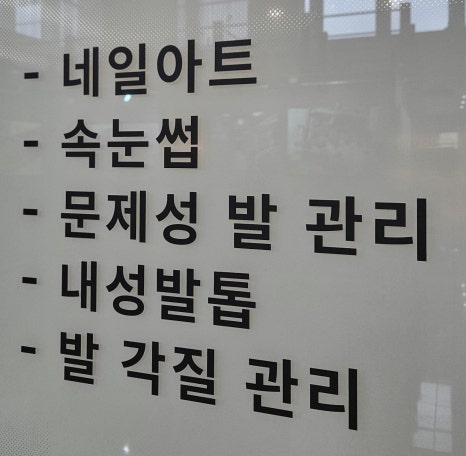 - 네일아트
- 속눈썹
- 문제성 발 관리
- 내성발톱
- 발 각질 관리